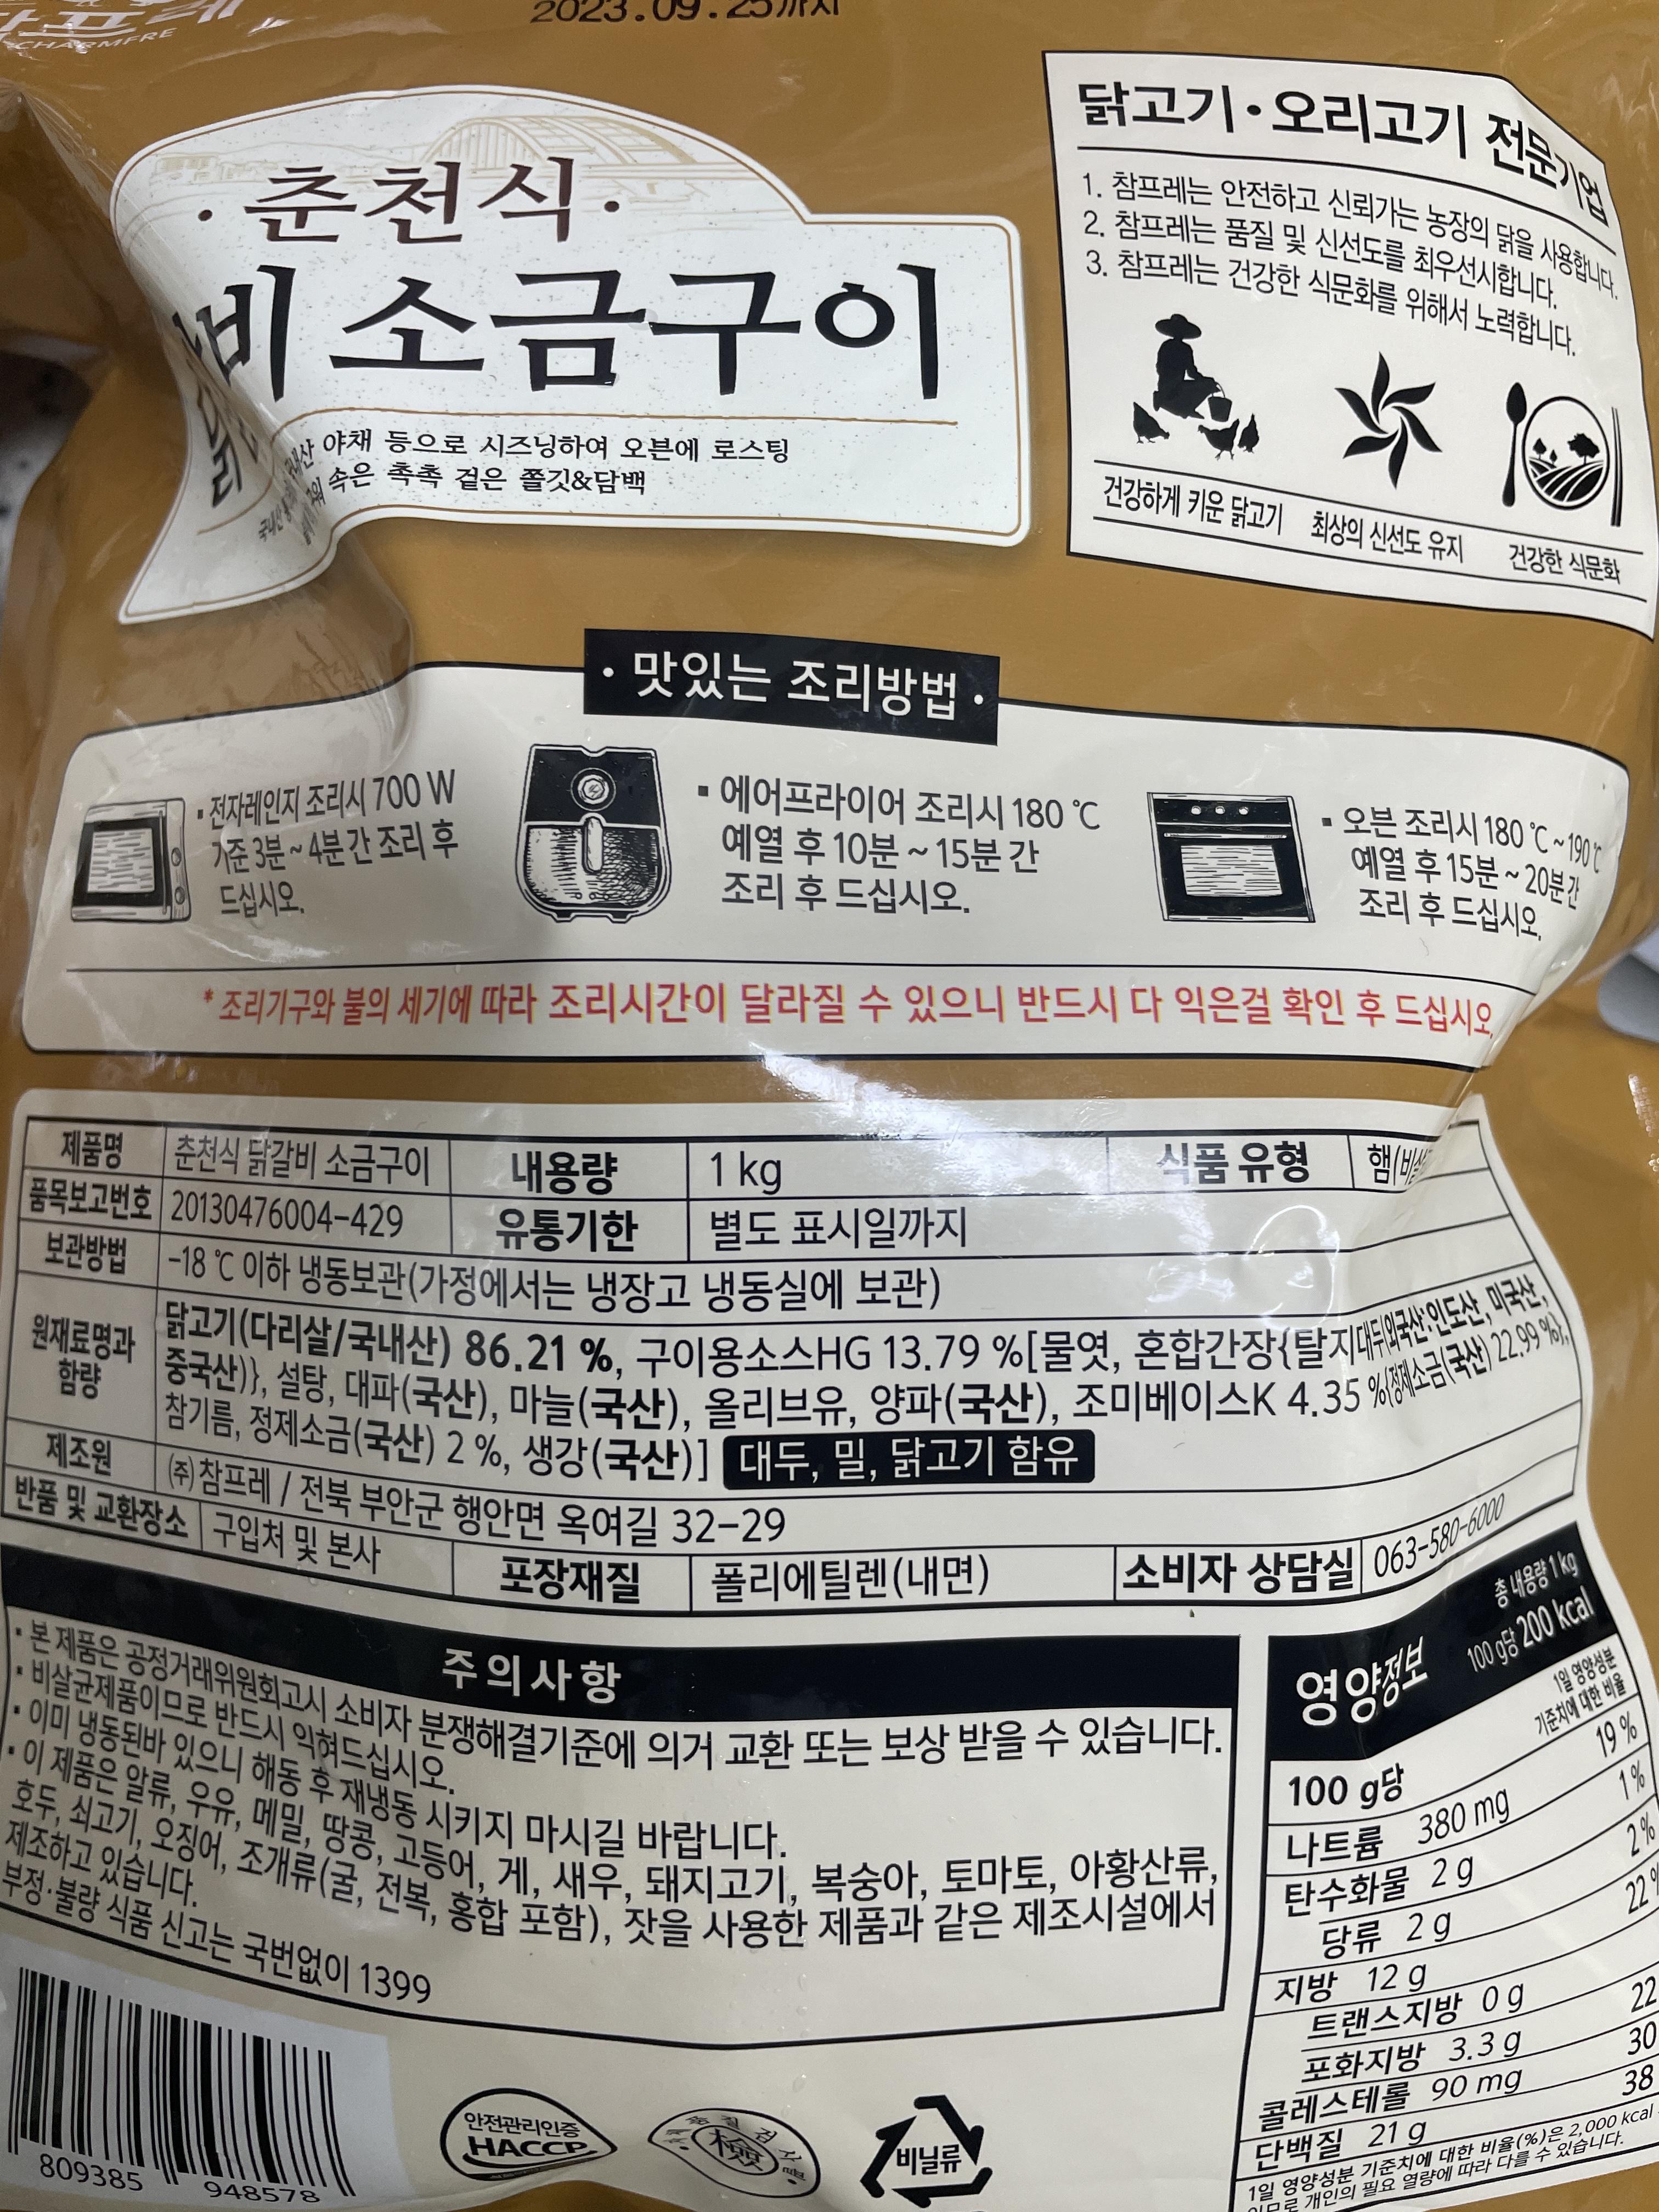 참프레
CHARMFRE
2023.09.25까지
·춘천식·
닭갈비 소금구이
야채 등으로 시즈닝하여 오븐에 로스팅
속은 촉촉 겉은 쫄깃&담백
닭고기·오리고기 전문기업
1. 참프레는 안전하고 신뢰가는 농장의 닭을 사용합니다.
2. 참프레는 품질 및 신선도를 최우선시합니다.
3. 참프레는 건강한 식문화를 위해서 노력합니다.
건강하게 키운 닭고기 최상의 신선도 유지 건강한 식문화
· 맛있는 조리방법 ·
▪ 전자레인지 조리시 700 W
기준 3분 ~ 4분 간 조리 후
드십시오.
▪ 에어프라이어 조리시 180 ℃
예열 후 10분 ~ 15분 간
조리 후 드십시오.
▪ 오븐 조리시 180 ℃ ~ 190 ℃
예열 후 15분 ~ 20분 간
조리 후 드십시오.
* 조리기구와 불의 세기에 따라 조리시간이 달라질 수 있으니 반드시 다 익은걸 확인 후 드십시오.
제품명 춘천식 닭갈비 소금구이 내용량 1 kg 식품 유형 햄(비살
품목보고번호 20130476004-429 유통기한 별도 표시일까지
보관방법 -18 ℃ 이하 냉동보관(가정에서는 냉장고 냉동실에 보관)
원재료명과 함량 닭고기(다리살/국내산) 86.21 %, 구이용소스HG 13.79 %[물엿, 혼합간장{탈지대두(외국산:인도산, 미국산,
중국산)}, 설탕, 대파(국산), 마늘(국산), 올리브유, 양파(국산), 조미베이스K 4.35 %{정제소금(국산) 22.99 %},
참기름, 정제소금(국산) 2 %, 생강(국산)] 대두, 밀, 닭고기 함유
제조원 (주)참프레 / 전북 부안군 행안면 옥여길 32-29
반품 및 교환장소 구입처 및 본사 포장재질 폴리에틸렌(내면) 소비자 상담실 063-580-6000
주의사항
▪ 본 제품은 공정거래위원회고시 소비자 분쟁해결기준에 의거 교환 또는 보상 받을 수 있습니다.
▪ 비살균제품이므로 반드시 익혀드십시오.
▪ 이미 냉동된바 있으니 해동 후 재냉동 시키지 마시길 바랍니다.
▪ 이 제품은 알류, 우유, 메밀, 땅콩, 고등어, 게, 새우, 돼지고기, 복숭아, 토마토, 아황산류,
호두, 쇠고기, 오징어, 조개류(굴, 전복, 홍합 포함), 잣을 사용한 제품과 같은 제조시설에서
제조하고 있습니다.
부정·불량 식품 신고는 국번없이 1399
영양정보
총 내용량 1 kg
100 g당 200 kcal
100 g당
1일 영양성분
기준치에 대한 비율
나트륨 380 mg 19 %
탄수화물 2 g 1 %
당류 2 g 2 %
지방 12 g 22 %
트랜스지방 0 g
포화지방 3.3 g 22
콜레스테롤 90 mg 30
단백질 21 g 38
1일 영양성분 기준치에 대한 비율(%)은 2,000 kcal
이므로 개인의 필요 열량에 따라 다를 수 있습니다.
809385 948578
안전관리인증
HACCP
檢
비닐류